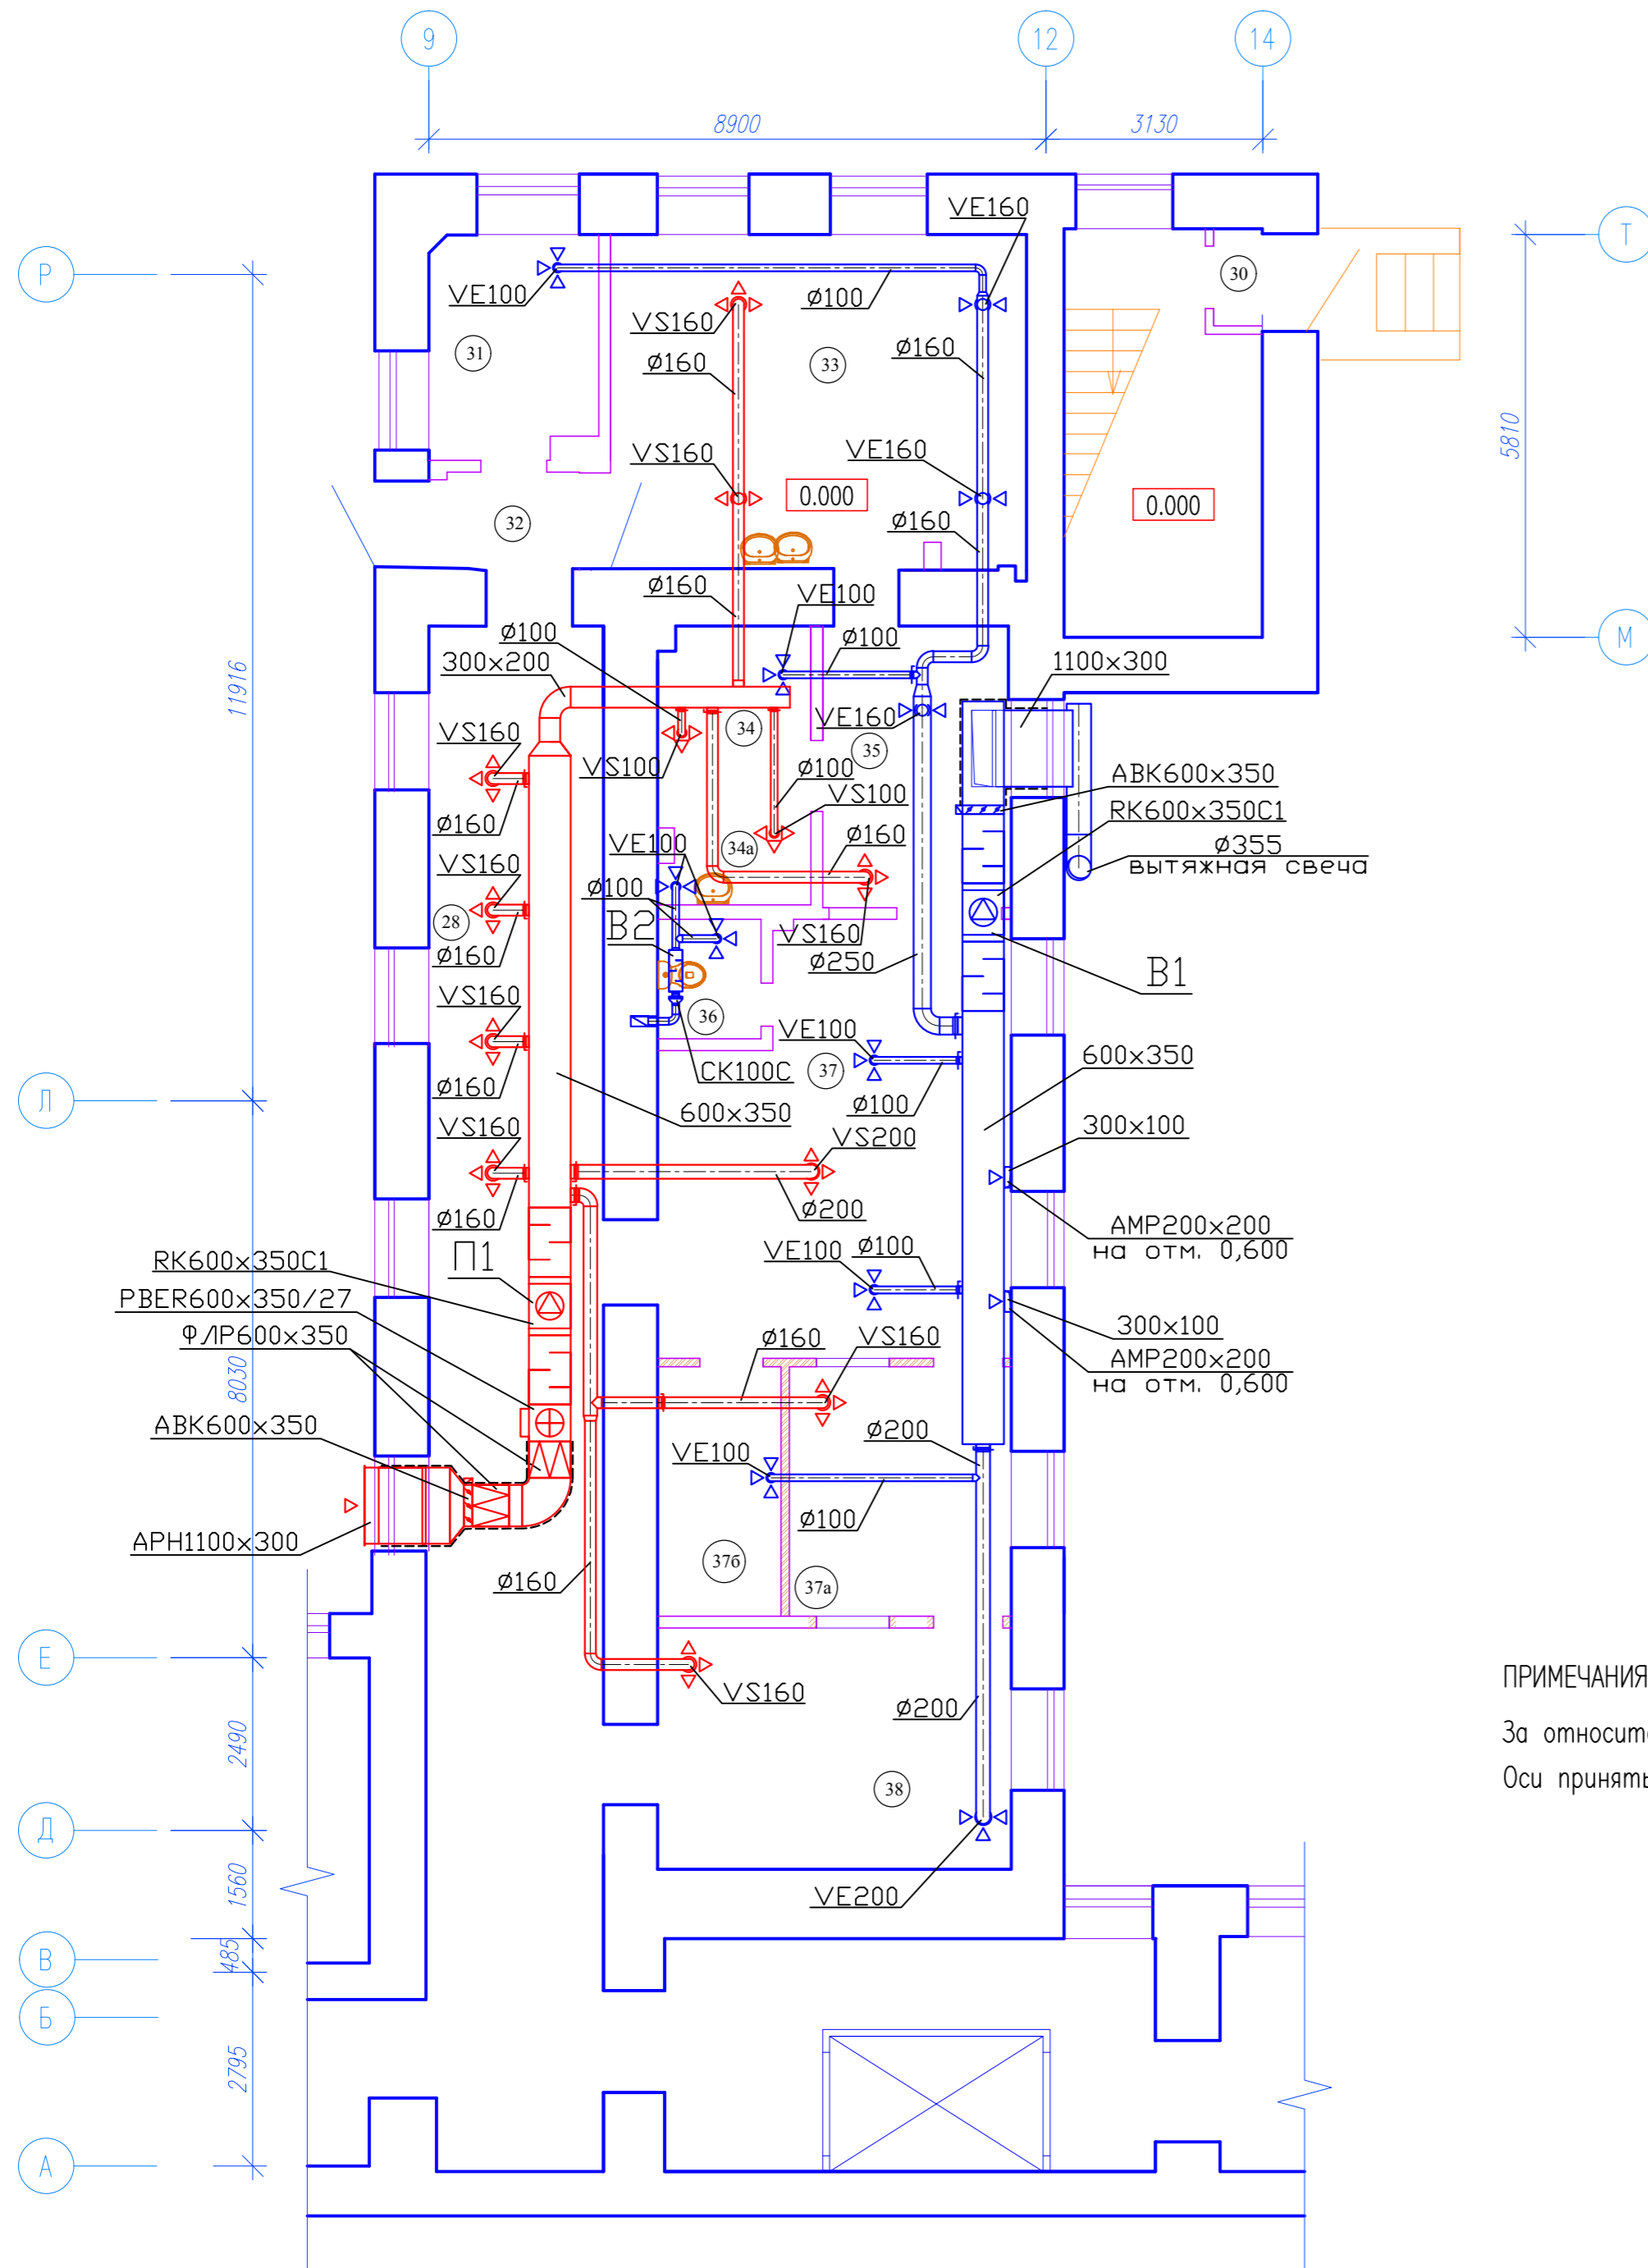 9
12
14
8900
3130
VE160
Т
Р
30
VE100
ø100
VS160
31
ø160
33
ø160
5810
VS160
VE160
0.000
0.000
32
ø160
ø160
VE100
ø100
ø100
М
300x200
1100x300
11916
VS160
34
VE160
35
VS100
ø100
АВК600x350
VS100
RK600x350C1
ø160
VE100
34а
ø160
ø355
вытяжная свеча
VS160
ø100
28
В2
VS160
ø160
ø250
В1
VS160
36
VE100
600x350
ø160
СК100С
37
Л
ø100
600x350
300x100
VS160
VS200
ø160
ø200
АМР200x200
на отм. 0,600
RK600x350C1
П1
VE100
ø100
PBER600x350/27
ФЛР600x350
ø160
VS160
300x100
АМР200x200
на отм. 0,600
8030
АВК600x350
VE100
ø200
ø100
АРН1100x300
37б
37а
ø160
Е
VS160
ø200
ПРИМЕЧАНИЯ
2490
Оси
38
Д
1560
VE200
В
485
Б
2795
А